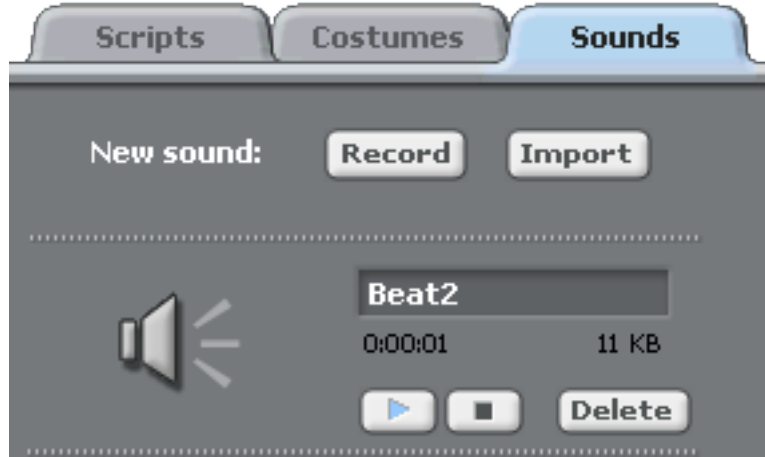 Scripts Costumes Sounds
New sound: Record Import
Beat2
0:00:01 11 KB
Delete